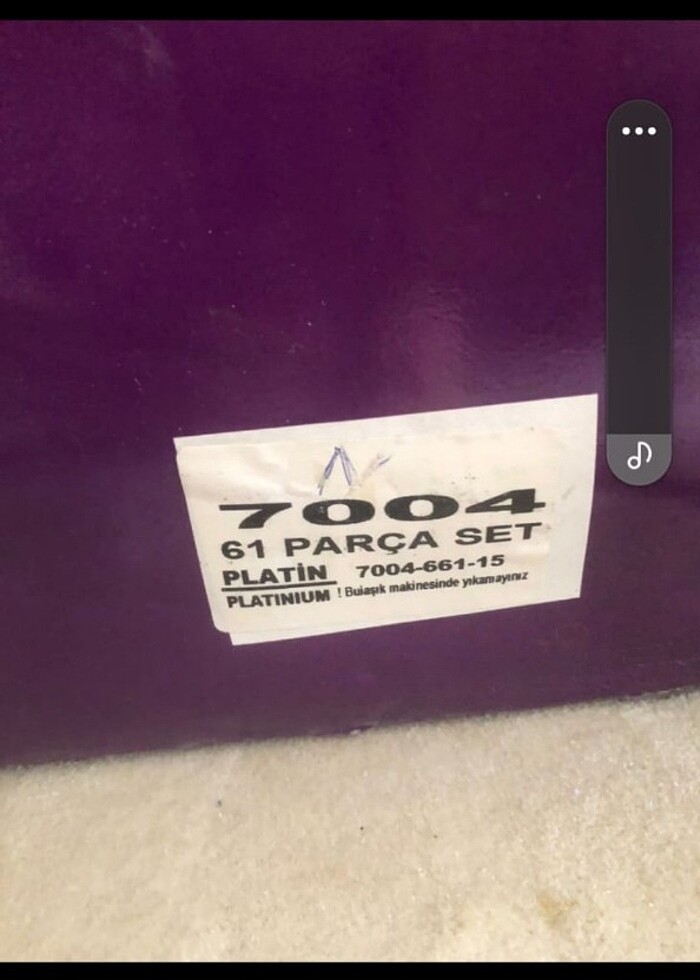 7004
61 PARÇA SET
PLATİN 7004-661-15
PLATINIUM ! Bulaşık makinesinde yıkamayınız